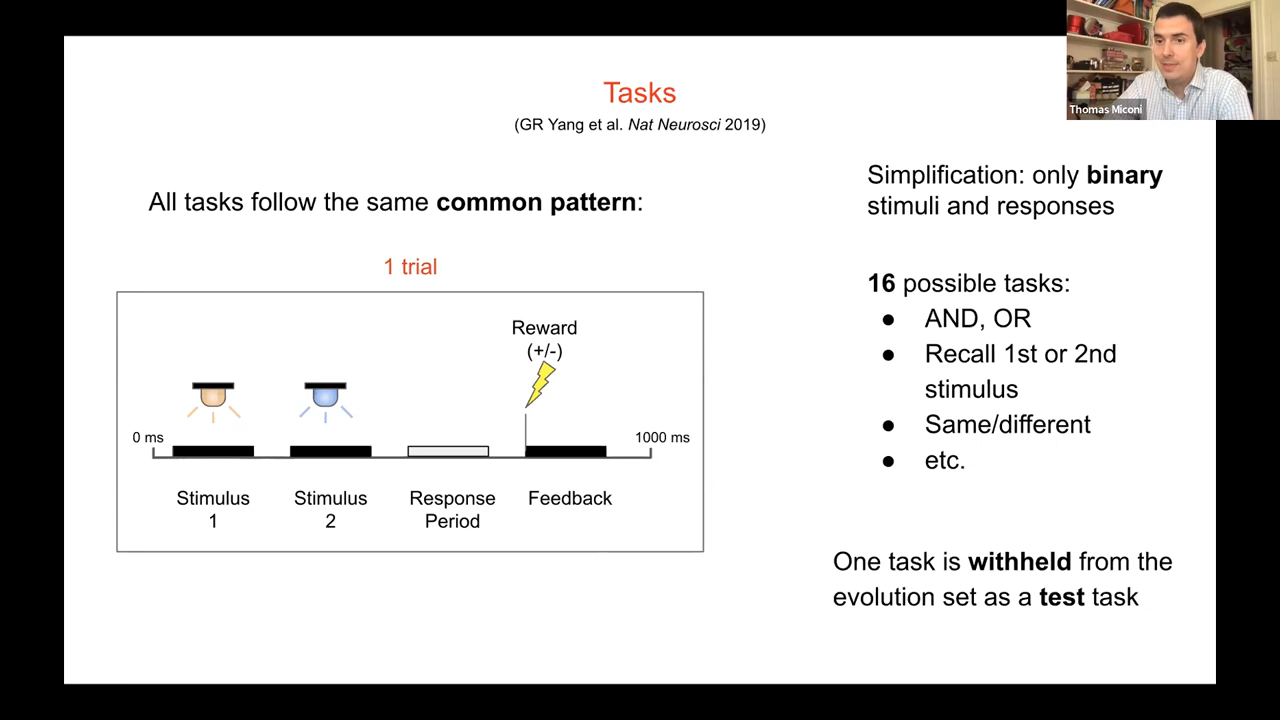 Thomas Miconi
Tasks
(GR Yang et al. Nat Neurosci 2019)
All tasks follow the same common pattern:
1 trial
Reward
(+/-)
0 ms
1000 ms
Stimulus
1
Stimulus
2
Response
Period
Feedback
Simplification: only binary
stimuli and responses
16 possible tasks:
● AND, OR
● Recall 1st or 2nd
stimulus
● Same/different
● etc.
One task is withheld from the
evolution set as a test task